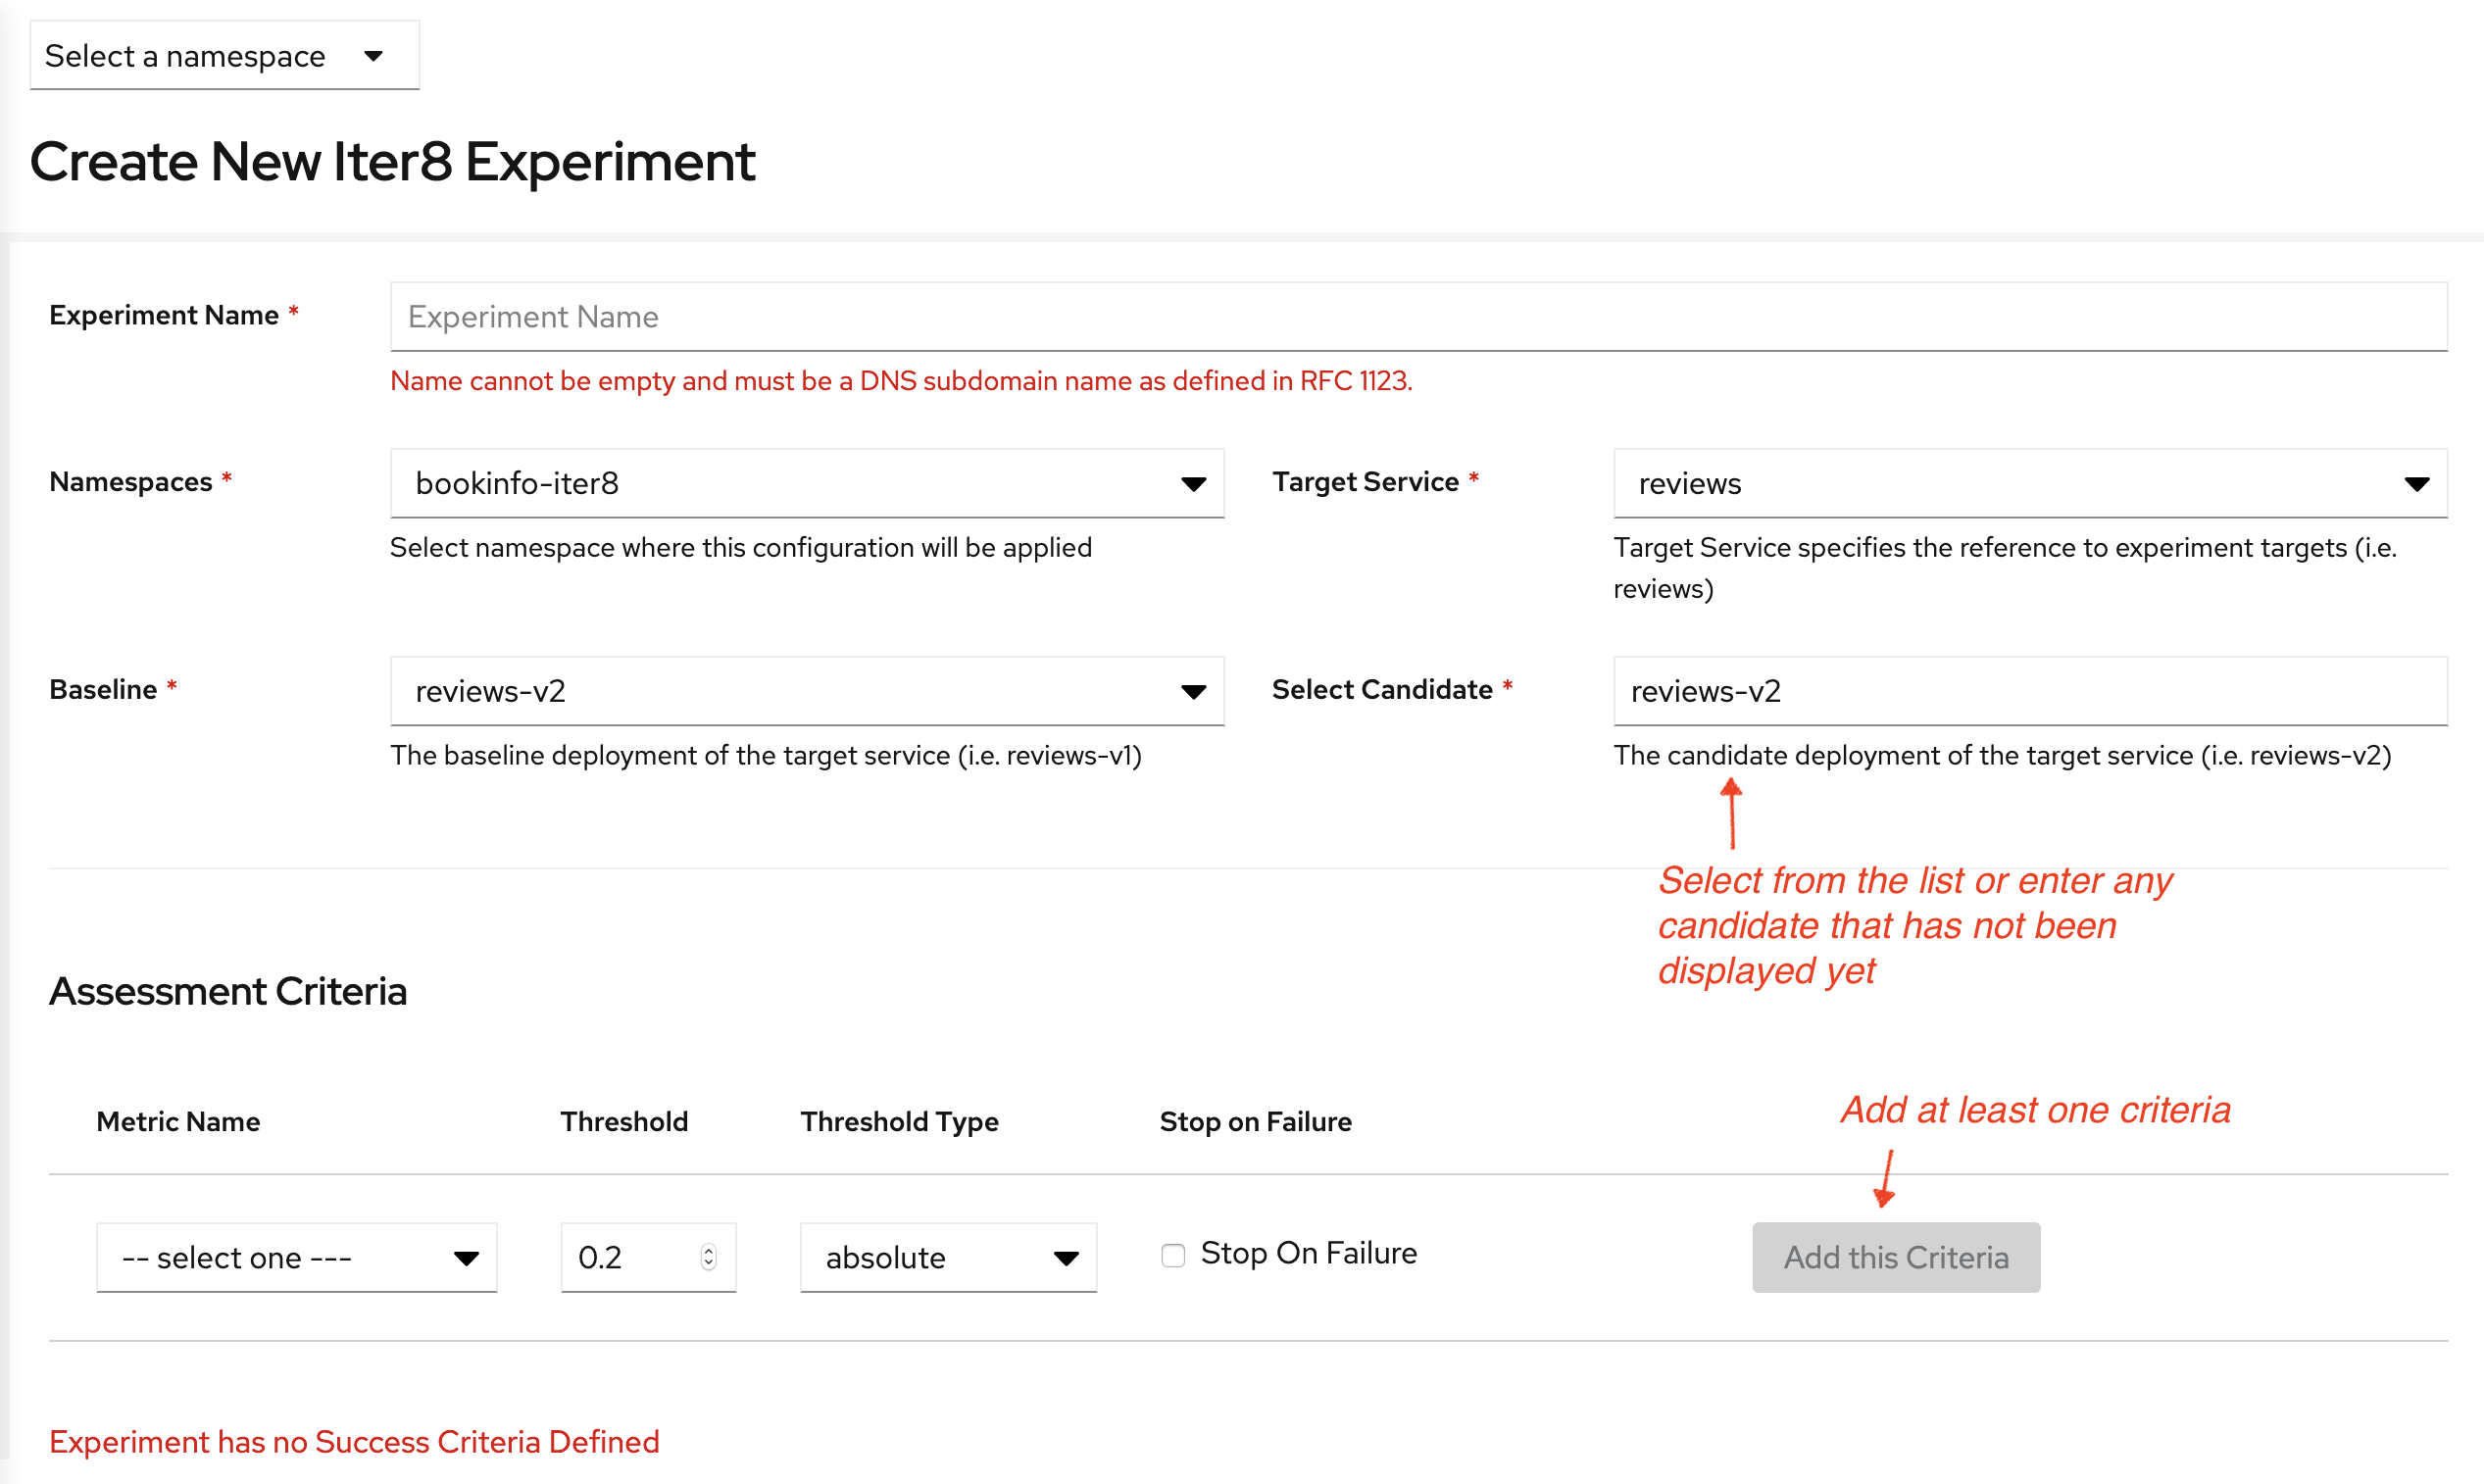 Select a namespace
Create New Iter8 Experiment
Experiment Name *
Experiment Name
Name cannot be empty and must be a DNS subdomain name as defined in RFC 1123.
Namespaces *
bookinfo-iter8
Select namespace where this configuration will be applied
Target Service *
reviews
Target Service specifies the reference to experiment targets (i.e.
reviews)
Baseline *
reviews-v2
The baseline deployment of the target service (i.e. reviews-v1)
Select Candidate *
reviews-v2
The candidate deployment of the target service (i.e. reviews-v2)
Select from the list or enter any
candidate that has not been
displayed yet
Assessment Criteria
Add at least one criteria
Metric Name
Threshold
Threshold Type
Stop on Failure
-- select one ---
0.2
absolute
Stop On Failure
Add this Criteria
Experiment has no Success Criteria Defined